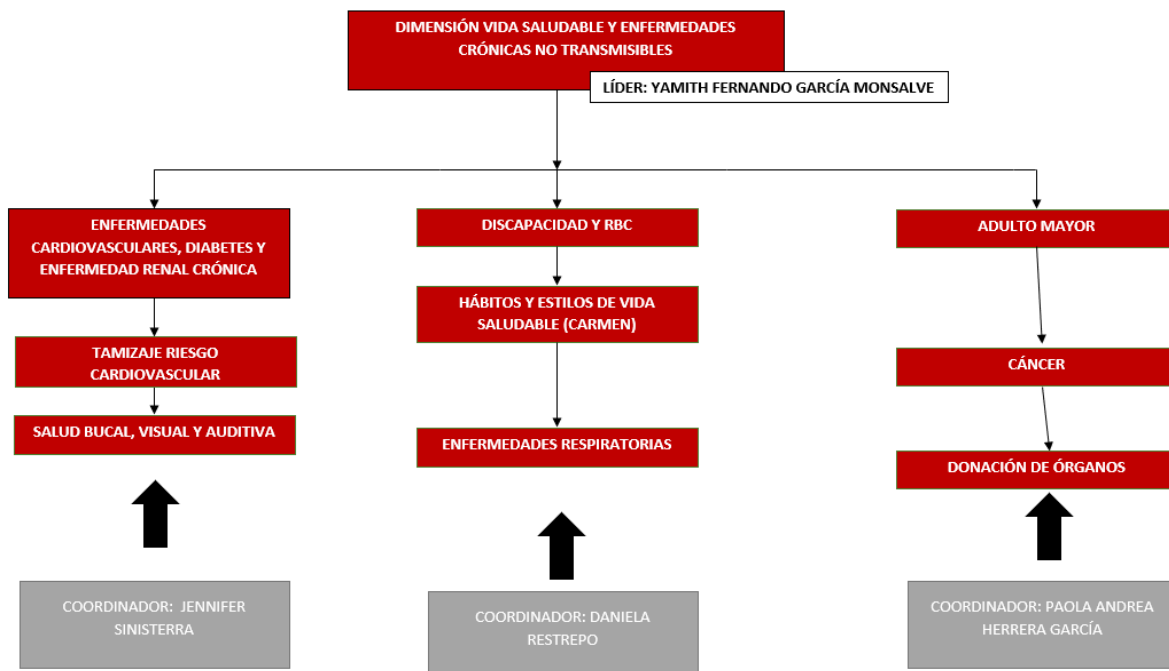 DIMENSIÓN VIDA SALUDABLE Y ENFERMEDADES
CRÓNICAS NO TRANSMISIBLES
LÍDER: YAMITH FERNANDO GARCÍA MONSALVE
ENFERMEDADES
CARDIOVASCULARES, DIABETES Y
ENFERMEDAD RENAL CRÓNICA
TAMIZAJE RIESGO
CARDIOVASCULAR
SALUD BUCAL, VISUAL Y AUDITIVA
COORDINADOR: JENNIFER
SINISTERRA
DISCAPACIDAD Y RBC
HÁBITOS Y ESTILOS DE VIDA
SALUDABLE (CARMEN)
ENFERMEDADES RESPIRATORIAS
COORDINADOR: DANIELA
RESTREPO
ADULTO MAYOR
CÁNCER
DONACIÓN DE ÓRGANOS
COORDINADOR: PAOLA ANDREA
HERRERA GARCÍA